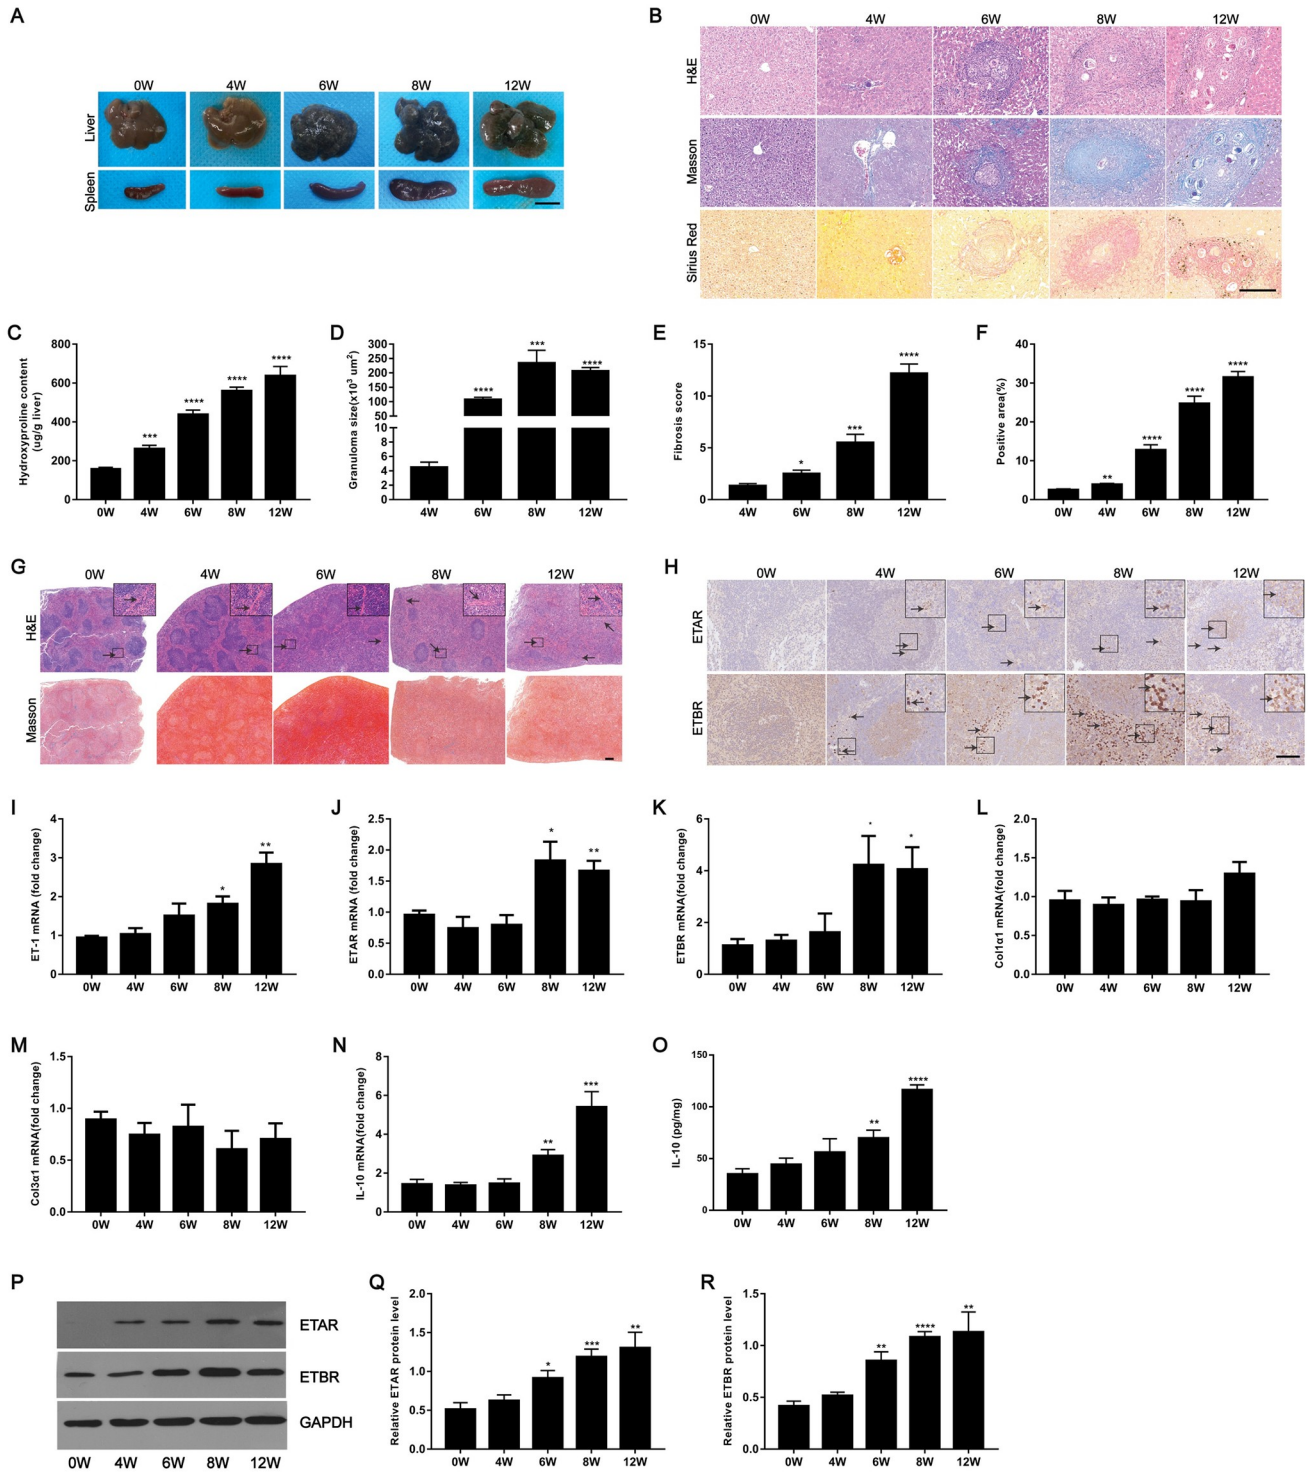 A
0W 4W 6W 8W 12W
Liver
Spleen
B
0W 4W 6W 8W 12W
H&E
Masson
Sirius Red
C
Hydroxyproline content
(ug/g liver)
800
600
400
200
0
*** **** **** ****
0W 4W 6W 8W 12W
D
Granuloma size(x10³ um²)
300
250
200
150
100
50
10
8
6
4
2
0
**** *** ****
4W 6W 8W 12W
E
Fibrosis score
15
10
5
0
* *** ****
4W 6W 8W 12W
F
Positive area(%)
40
30
20
10
0
** **** **** ****
0W 4W 6W 8W 12W
G
0W 4W 6W 8W 12W
H&E
Masson
H
0W 4W 6W 8W 12W
ETAR
ETBR
I
ET-1 mRNA (fold change)
4
3
2
1
0
* **
0W 4W 6W 8W 12W
J
ETAR mRNA (fold change)
2.5
2.0
1.5
1.0
0.5
0.0
* **
0W 4W 6W 8W 12W
K
ETBR mRNA(fold change)
6
4
2
0
* *
0W 4W 6W 8W 12W
L
Col1α1 mRNA(fold change)
2.0
1.5
1.0
0.5
0.0
0W 4W 6W 8W 12W
M
Col3α1 mRNA(fold change)
1.5
1.0
0.5
0.0
0W 4W 6W 8W 12W
N
IL-10 mRNA(fold change)
8
6
4
2
0
** ***
0W 4W 6W 8W 12W
O
IL-10 (pg/mg)
150
100
50
0
** ****
0W 4W 6W 8W 12W
P
ETAR
ETBR
GAPDH
0W 4W 6W 8W 12W
Q
Relative ETAR protein level
2.0
1.5
1.0
0.5
0.0
* *** **
0W 4W 6W 8W 12W
R
Relative ETBR protein level
1.5
1.0
0.5
0.0
** **** **
0W 4W 6W 8W 12W